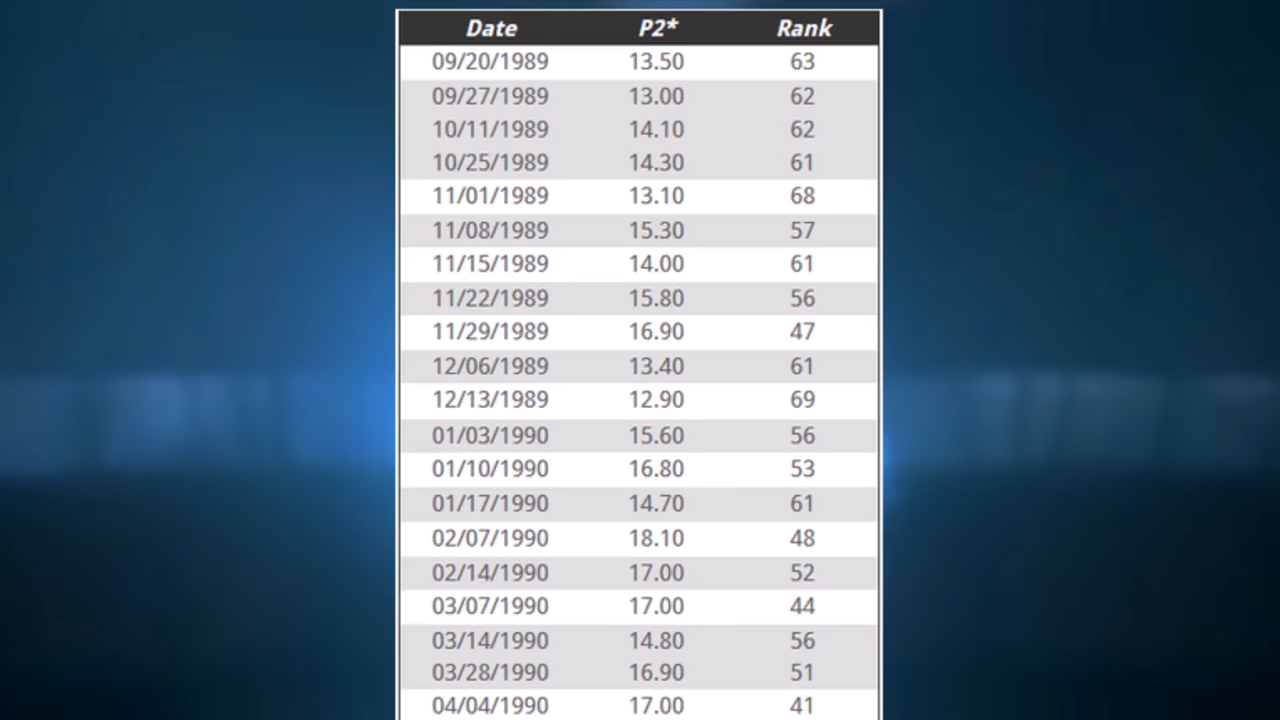 Date P2* Rank
09/20/1989 13.50 63
09/27/1989 13.00 62
10/11/1989 14.10 62
10/25/1989 14.30 61
11/01/1989 13.10 68
11/08/1989 15.30 57
11/15/1989 14.00 61
11/22/1989 15.80 56
11/29/1989 16.90 47
12/06/1989 13.40 61
12/13/1989 12.90 69
01/03/1990 15.60 56
01/10/1990 16.80 53
01/17/1990 14.70 61
02/07/1990 18.10 48
02/14/1990 17.00 52
03/07/1990 17.00 44
03/14/1990 14.80 56
03/28/1990 16.90 51
04/04/1990 17.00 41